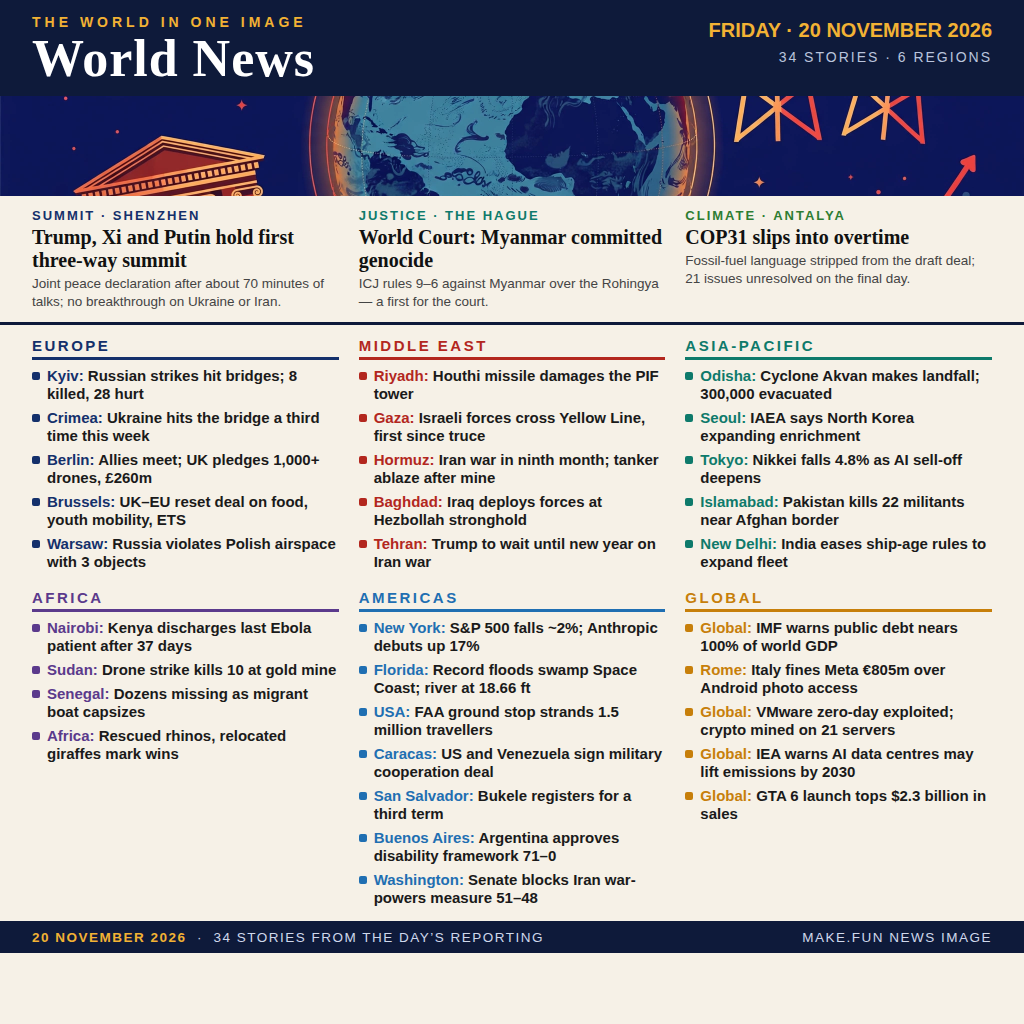 THE WORLD IN ONE IMAGE
World News
FRIDAY · 20 NOVEMBER 2026
34 STORIES · 6 REGIONS
SUMMIT · SHENZHEN
Trump, Xi and Putin hold first
three-way summit
Joint peace declaration after about 70 minutes of
talks; no breakthrough on Ukraine or Iran.
JUSTICE · THE HAGUE
World Court: Myanmar committed
genocide
ICJ rules 9–6 against Myanmar over the Rohingya
— a first for the court.
CLIMATE · ANTALYA
COP31 slips into overtime
Fossil-fuel language stripped from the draft deal;
21 issues unresolved on the final day.
EUROPE
Kyiv: Russian strikes hit bridges; 8
killed, 28 hurt
Crimea: Ukraine hits the bridge a third
time this week
Berlin: Allies meet; UK pledges 1,000+
drones, £260m
Brussels: UK–EU reset deal on food,
youth mobility, ETS
Warsaw: Russia violates Polish airspace
with 3 objects
MIDDLE EAST
Riyadh: Houthi missile damages the PIF
tower
Gaza: Israeli forces cross Yellow Line,
first since truce
Hormuz: Iran war in ninth month; tanker
ablaze after mine
Baghdad: Iraq deploys forces at
Hezbollah stronghold
Tehran: Trump to wait until new year on
Iran war
ASIA-PACIFIC
Odisha: Cyclone Akvan makes landfall;
300,000 evacuated
Seoul: IAEA says North Korea
expanding enrichment
Tokyo: Nikkei falls 4.8% as AI sell-off
deepens
Islamabad: Pakistan kills 22 militants
near Afghan border
New Delhi: India eases ship-age rules to
expand fleet
AFRICA
Nairobi: Kenya discharges last Ebola
patient after 37 days
Sudan: Drone strike kills 10 at gold mine
Senegal: Dozens missing as migrant
boat capsizes
Africa: Rescued rhinos, relocated
giraffes mark wins
AMERICAS
New York: S&P 500 falls ~2%; Anthropic
debuts up 17%
Florida: Record floods swamp Space
Coast; river at 18.66 ft
USA: FAA ground stop strands 1.5
million travellers
Caracas: US and Venezuela sign military
cooperation deal
San Salvador: Bukele registers for a
third term
Buenos Aires: Argentina approves
disability framework 71–0
Washington: Senate blocks Iran war-
powers measure 51–48
GLOBAL
Global: IMF warns public debt nears
100% of world GDP
Rome: Italy fines Meta €805m over
Android photo access
Global: VMware zero-day exploited;
crypto mined on 21 servers
Global: IEA warns AI data centres may
lift emissions by 2030
Global: GTA 6 launch tops $2.3 billion in
sales
20 NOVEMBER 2026 · 34 STORIES FROM THE DAY’S REPORTING
MAKE.FUN NEWS IMAGE